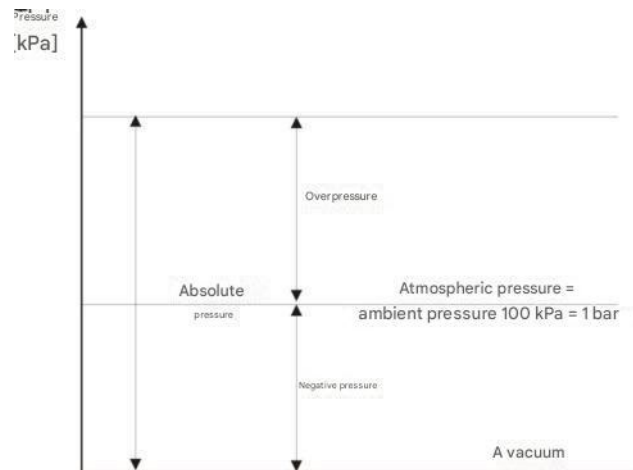 Pressure
[kPa]
Overpressure
Absolute
pressure
Atmospheric pressure =
ambient pressure 100 kPa = 1 bar
Negative pressure
A vacuum